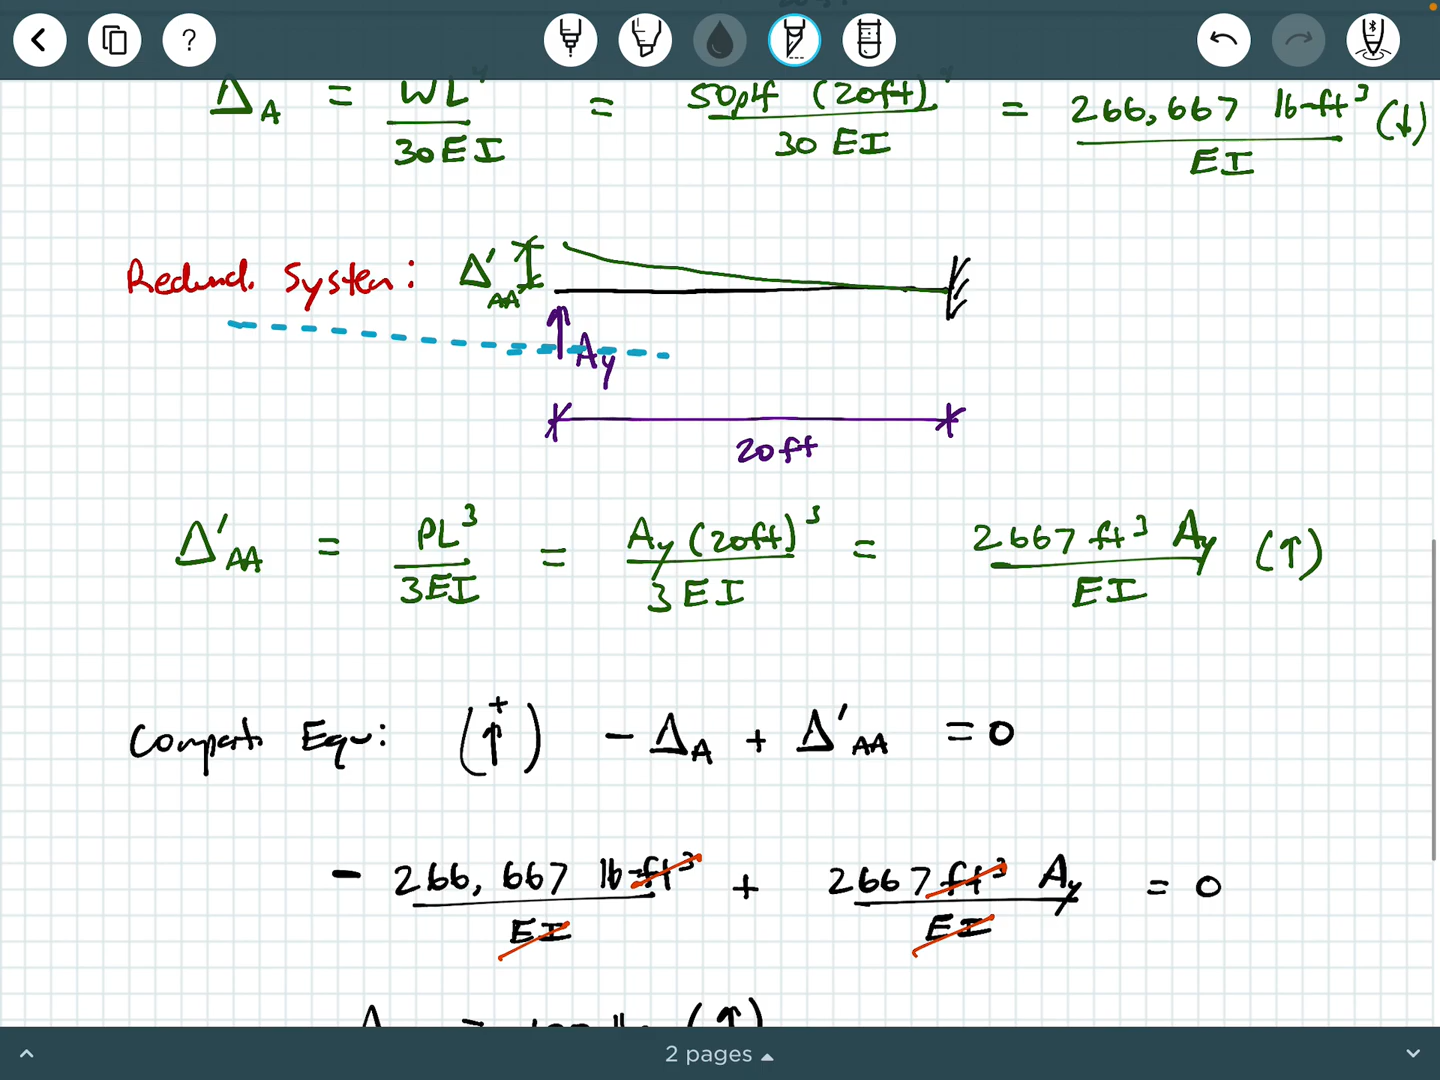 Δ_A = WL⁴/30EI = 50plf (20ft)⁴/30 EI = 266,667 lb-ft³/EI (↓)
Redund. System: Δ'_AA
A_y
20ft
Δ'_AA = PL³/3EI = A_y (20ft)³/3 EI = 2667 ft³ A_y/EI (↑)
Compat. Equ: (↑+) - Δ_A + Δ'_AA = 0
- 266,667 lb-ft³/EI + 2667 ft³ A_y/EI = 0
2 pages